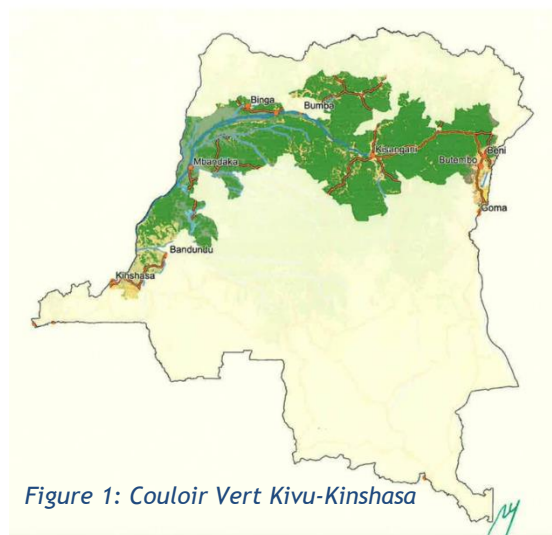 Binga
Bumba
Kisangani
Beni
Butembo
Mbandaka
Goma
Bandundu
Kinshasa
Figure 1: Couloir Vert Kivu-Kinshasa